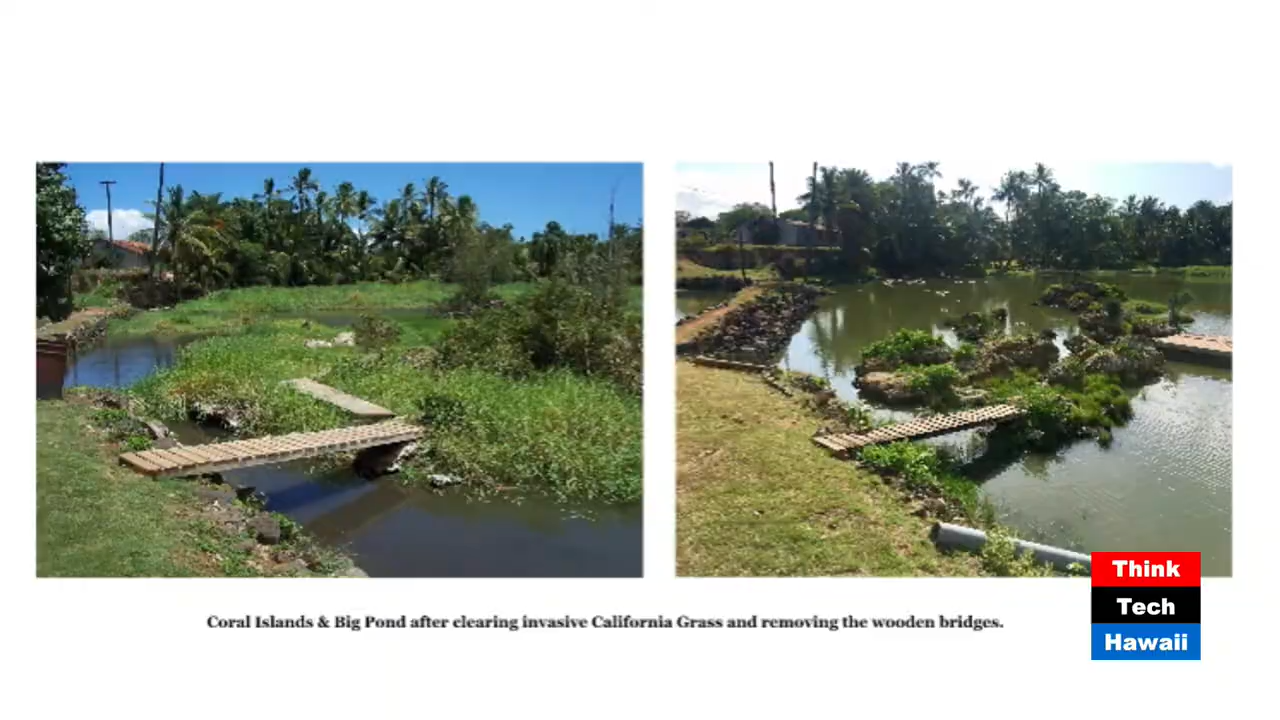 Coral Islands & Big Pond after clearing invasive California Grass and removing the wooden bridges.
Think
Tech
Hawaii